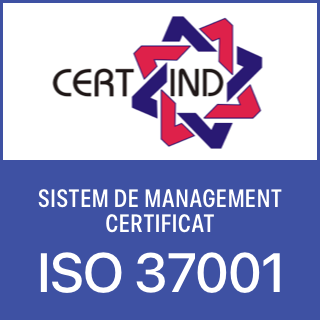 CERT IND
SISTEM DE MANAGEMENT
CERTIFICAT
ISO 37001